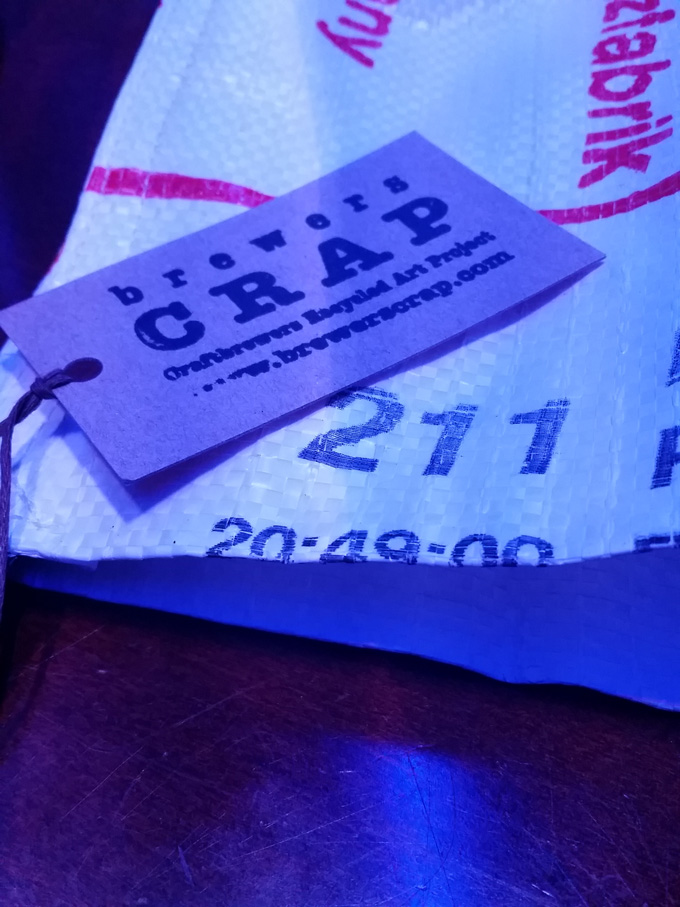 brewers
CRAP
Craftbrewers Recycled Art Project
www.brewerscrap.com
211
20:49:00